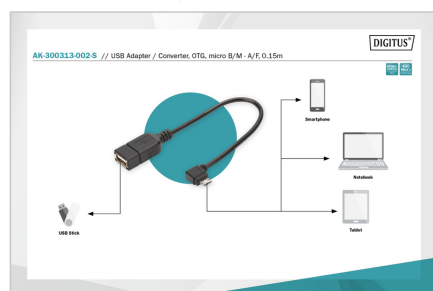 DIGITUS®
AK-300313-002-S // USB Adapter / Converter, OTG, micro B/M - A/F, 0.15m
Smartphone
Notebook
USB Stick
Tablet